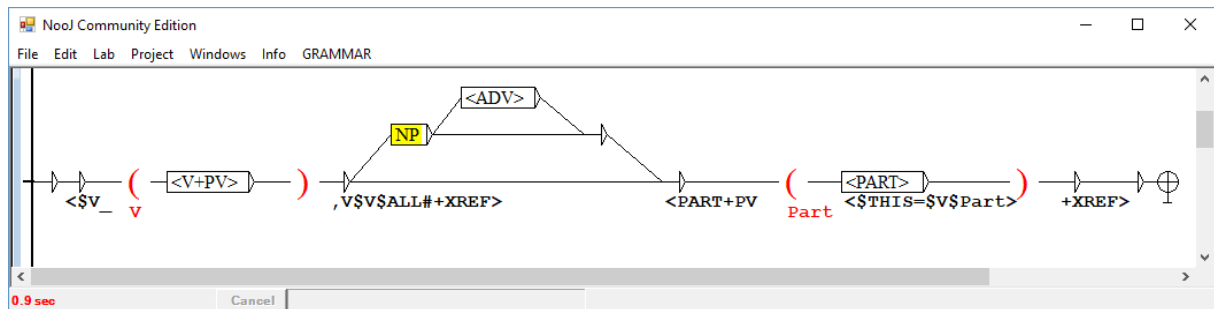 NooJ Community Edition
File Edit Lab Project Windows Info GRAMMAR
<ADV>
NP
( <V+PV> ) ( <PART> )
<$V_ V ,V$V$ALL#+XREF> <PART+PV Part <$THIS=$V$Part> +XREF>
0.9 sec Cancel